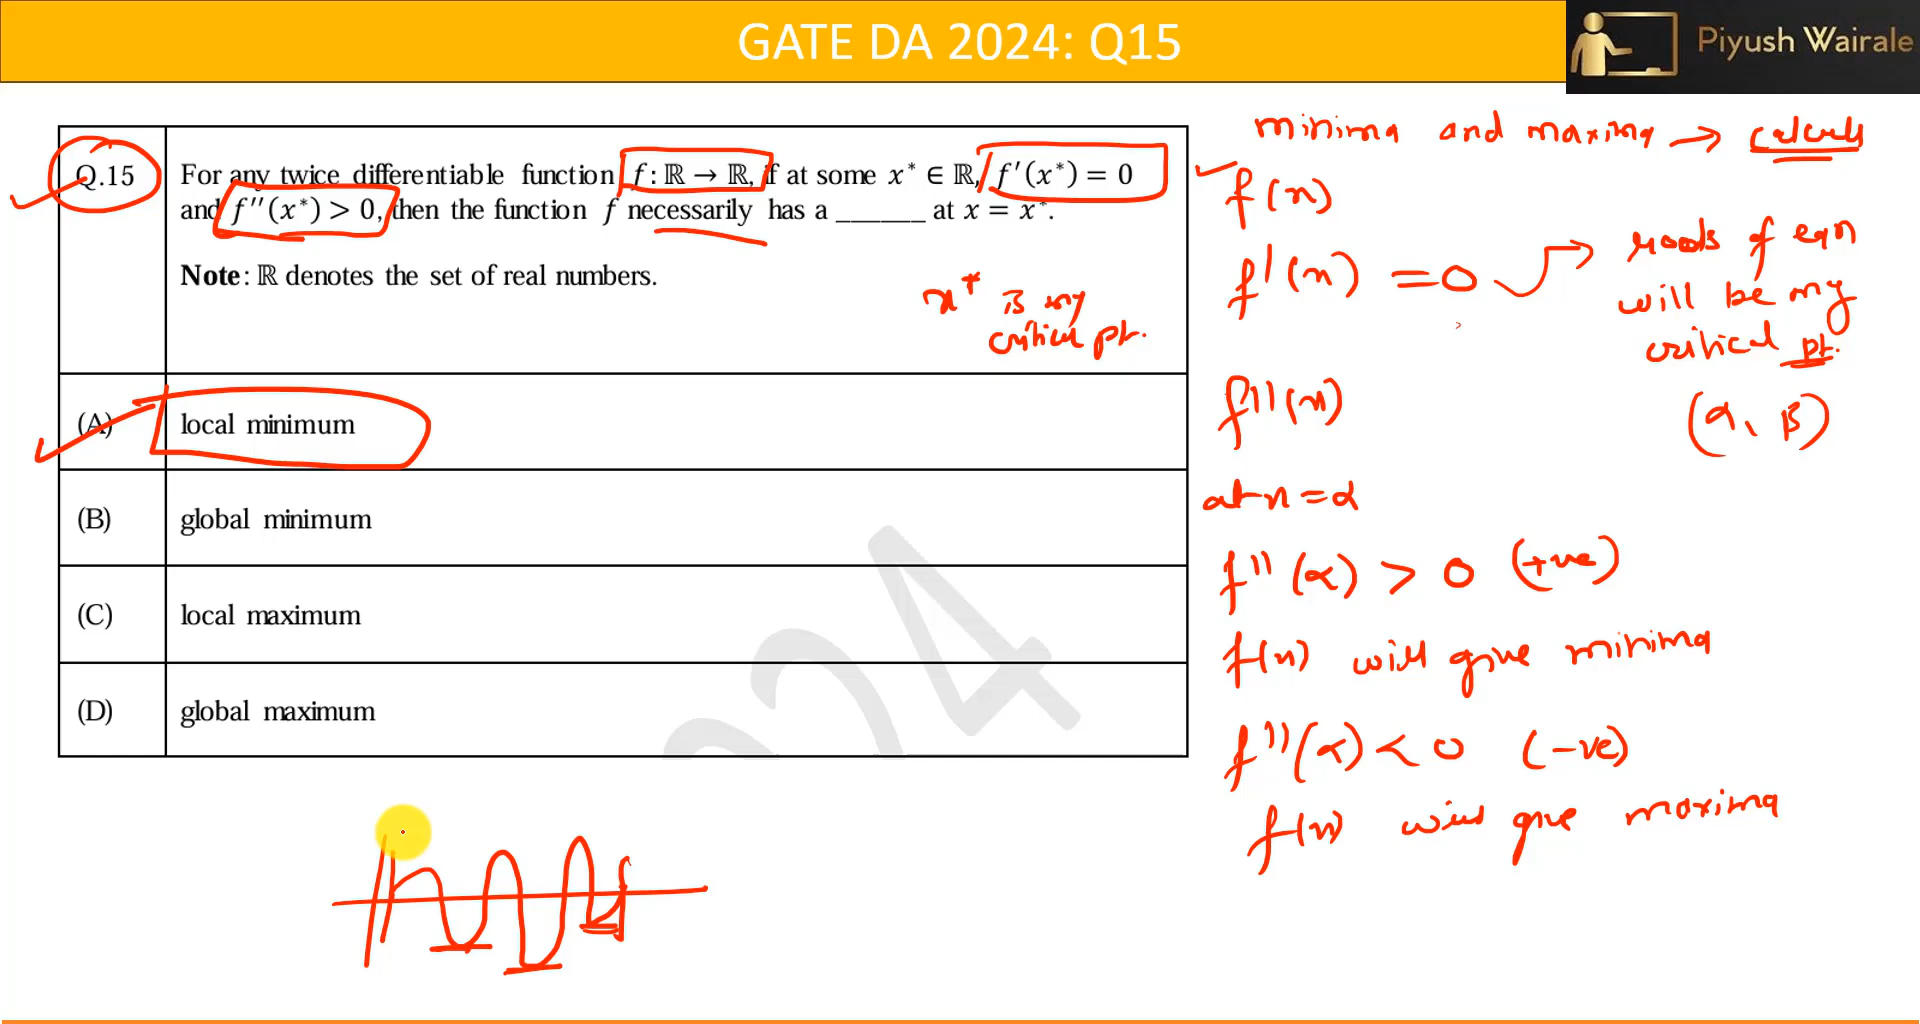 GATE DA 2024: Q15
Piyush Wairale
Q.15
For any twice differentiable function f: ℝ → ℝ, if at some x* ∈ ℝ, f′(x*) = 0
and f′′(x*) > 0, then the function f necessarily has a ______ at x = x*.
Note: ℝ denotes the set of real numbers.
x* is my
critical pt.
(A) local minimum
(B) global minimum
(C) local maximum
(D) global maximum
24
minima and maxima →
f(x)
f'(x) = 0
roots of eqn
will be my
critical pt.
f''(x)
(α, β)
at x = α
f''(α) > 0 (+ve)
f(x) will give minima
f''(α) < 0 (-ve)
f(x) will give maxima